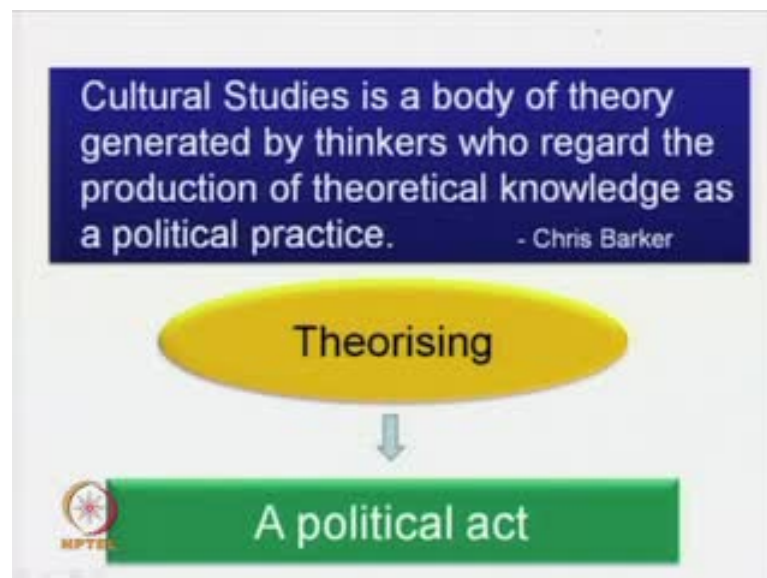 Cultural Studies is a body of theory
generated by thinkers who regard the
production of theoretical knowledge as
a political practice. - Chris Barker
Theorising
A political act
NPTEL